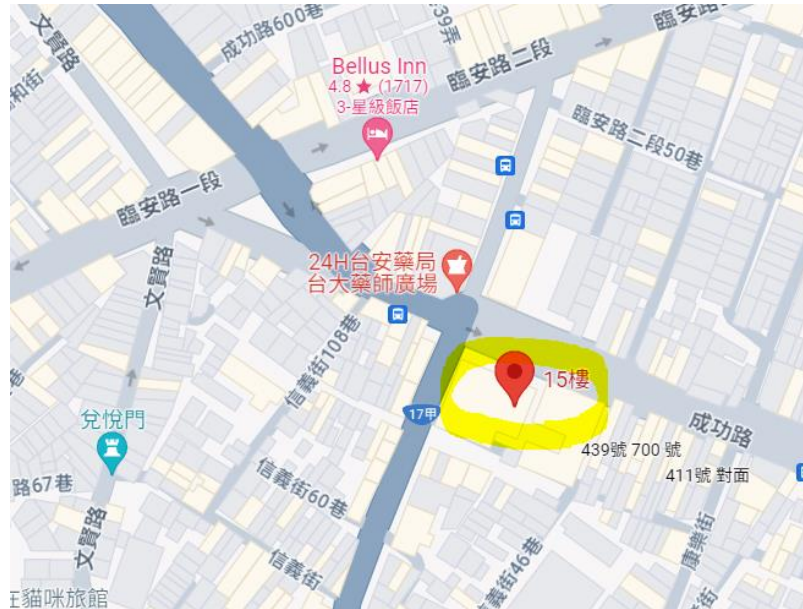 文賢路
成功路600巷
39弄
和街
Bellus Inn
4.8 ★ (1717)
3-星級飯店
臨安路二段
臨安路二段50巷
臨安路一段
文賢路
24H台安藥局
台大藥師廣場
信義街108巷
15樓
17甲
兌悅門
成功路
439號 700 號
411號 對面
路67巷
信義街60巷
文賢路
信義街
信義街46巷
康樂街
在貓咪旅館